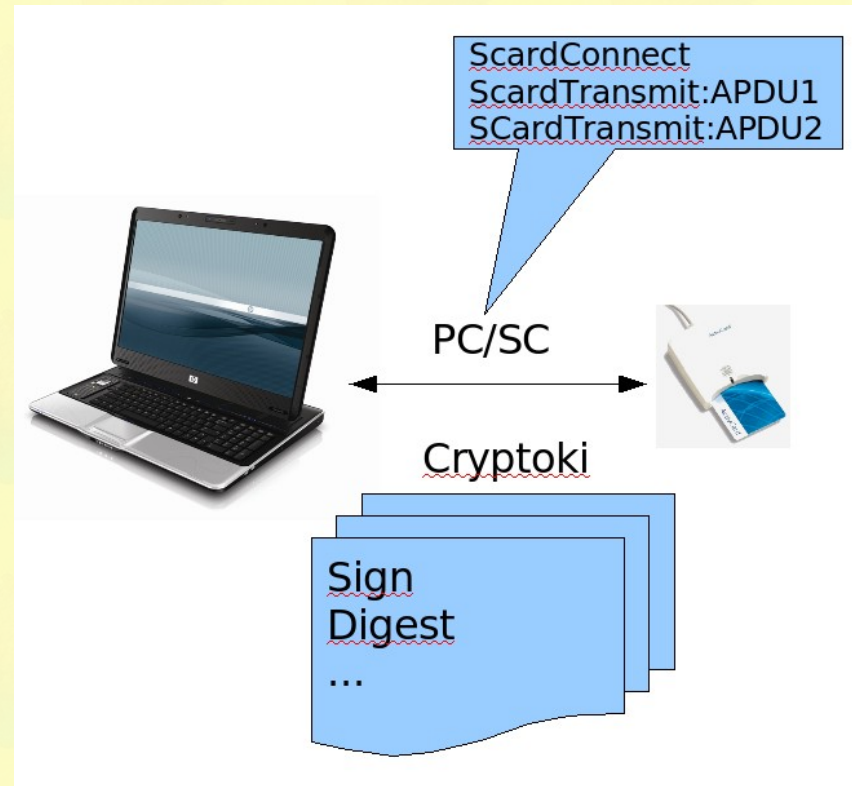 ScardConnect
ScardTransmit:APDU1
SCardTransmit:APDU2
PC/SC
Cryptoki
Sign
Digest
...